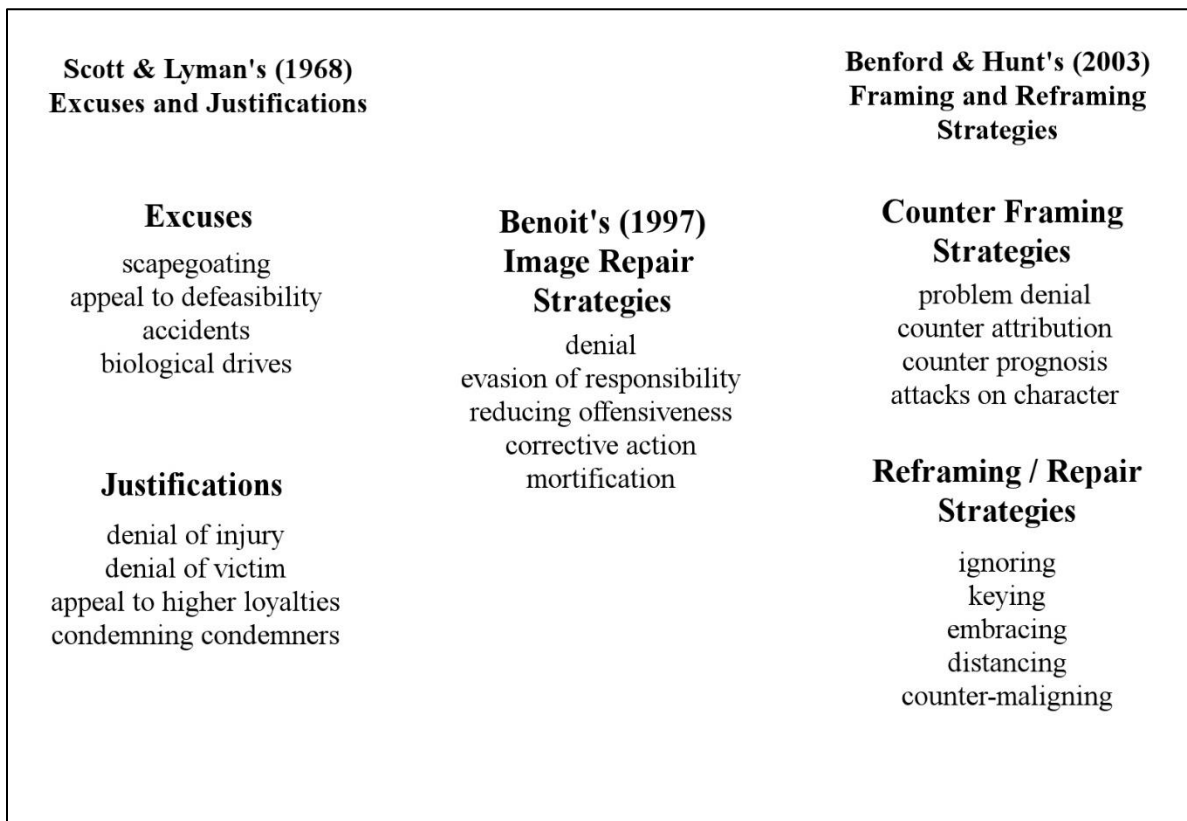 Scott & Lyman's (1968)
Excuses and Justifications
Excuses
scapegoating
appeal to defeasibility
accidents
biological drives
Justifications
denial of injury
denial of victim
appeal to higher loyalties
condemning condemners
Benoit's (1997)
Image Repair
Strategies
denial
evasion of responsibility
reducing offensiveness
corrective action
mortification
Benford & Hunt's (2003)
Framing and Reframing
Strategies
Counter Framing
Strategies
problem denial
counter attribution
counter prognosis
attacks on character
Reframing / Repair
Strategies
ignoring
keying
embracing
distancing
counter-maligning